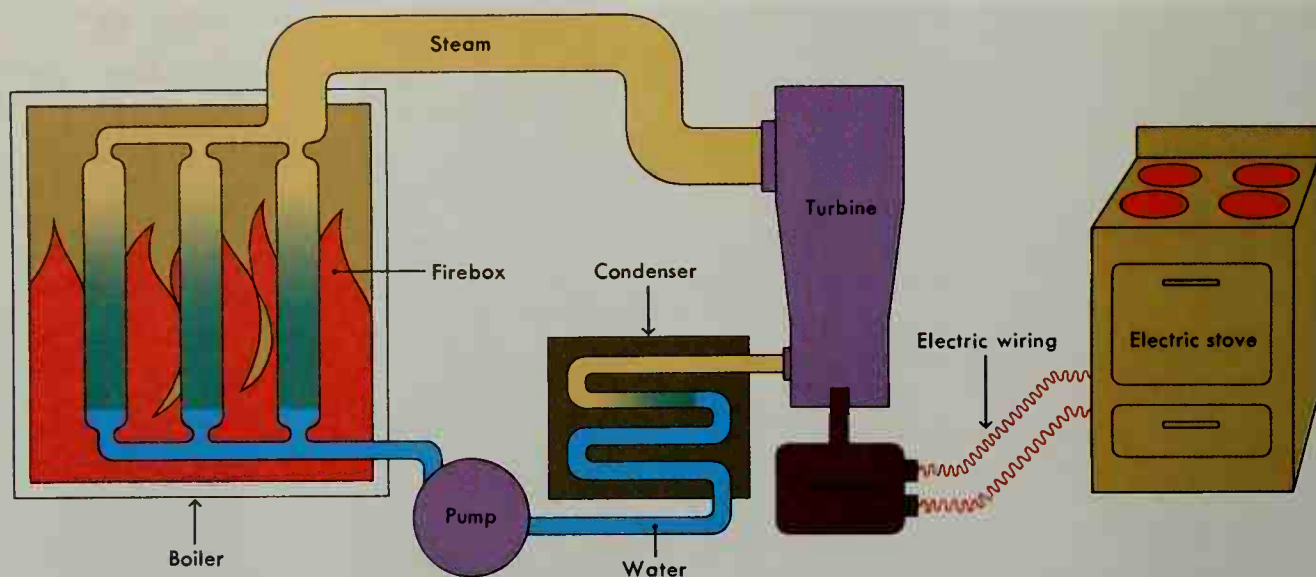 Steam
Turbine
Firebox
Condenser
Electric wiring
Electric stove
Pump
Boiler
Water